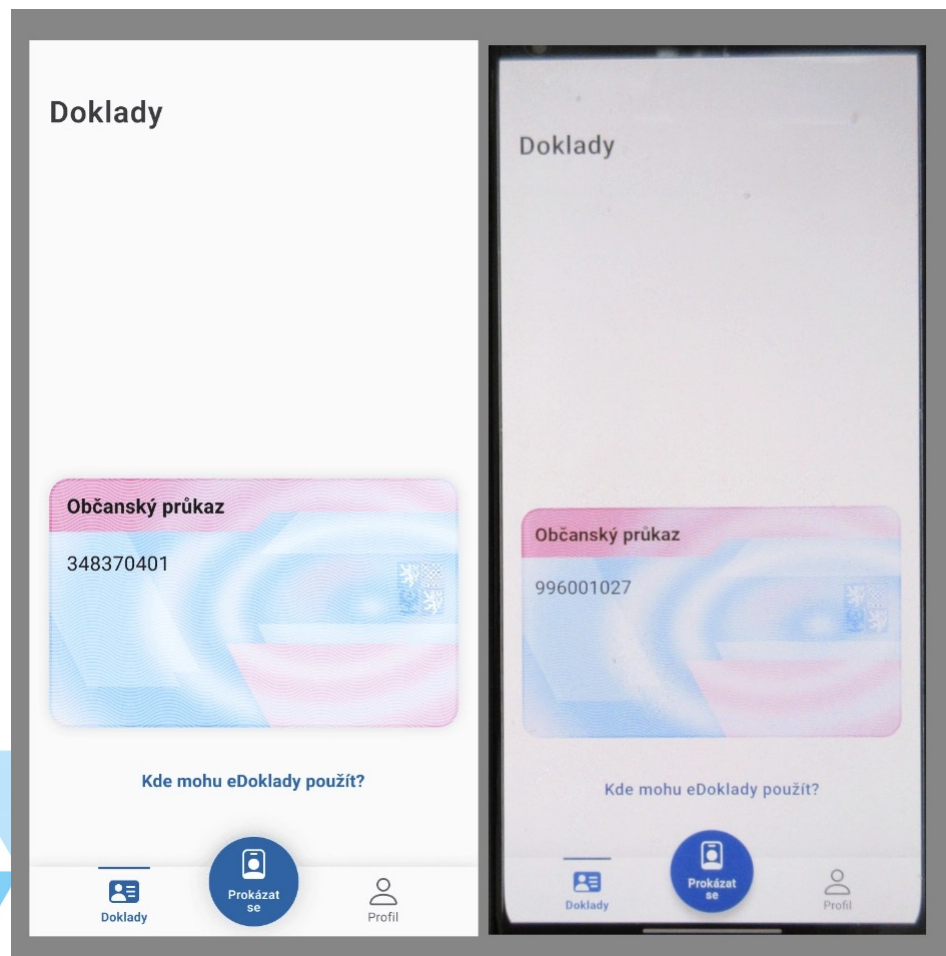 Doklady
Občanský průkaz
348370401
Kde mohu eDoklady použít?
Doklady
Prokázat
se
Profil
Doklady
Občanský průkaz
996001027
Kde mohu eDoklady použít?
Doklady
Prokázat
se
Profil